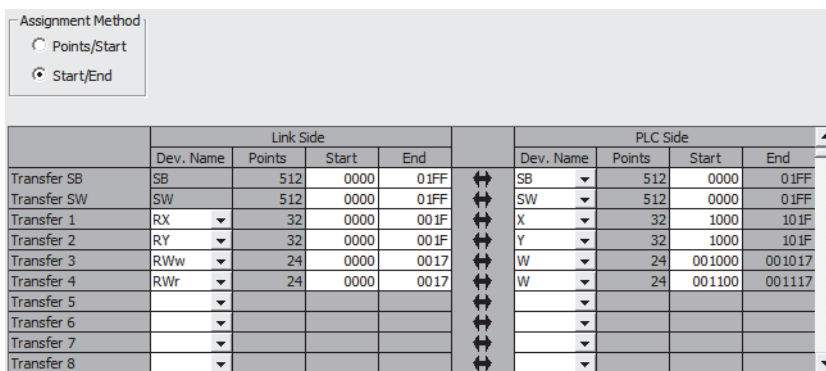 Assignment Method
Points/Start
Start/End
Link Side PLC Side
Dev. Name Points Start End Dev. Name Points Start End
Transfer SB SB 512 0000 01FF SB 512 0000 01FF
Transfer SW SW 512 0000 01FF SW 512 0000 01FF
Transfer 1 RX 32 0000 001F X 32 1000 101F
Transfer 2 RY 32 0000 001F Y 32 1000 101F
Transfer 3 RWw 24 0000 0017 W 24 001000 001017
Transfer 4 RWr 24 0000 0017 W 24 001100 001117
Transfer 5
Transfer 6
Transfer 7
Transfer 8